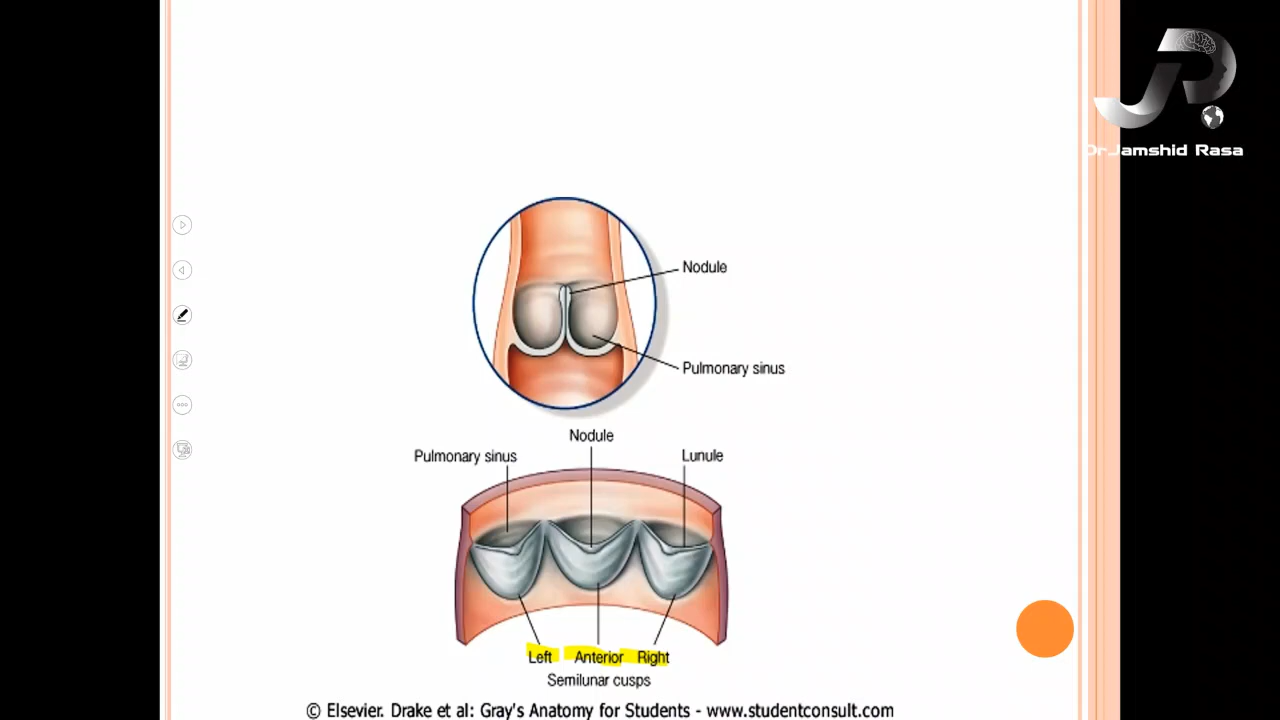 Dr.Jamshid Rasa
Nodule
Pulmonary sinus
Nodule
Pulmonary sinus
Lunule
Left Anterior Right
Semilunar cusps
© Elsevier. Drake et al: Gray's Anatomy for Students - www.studentconsult.com